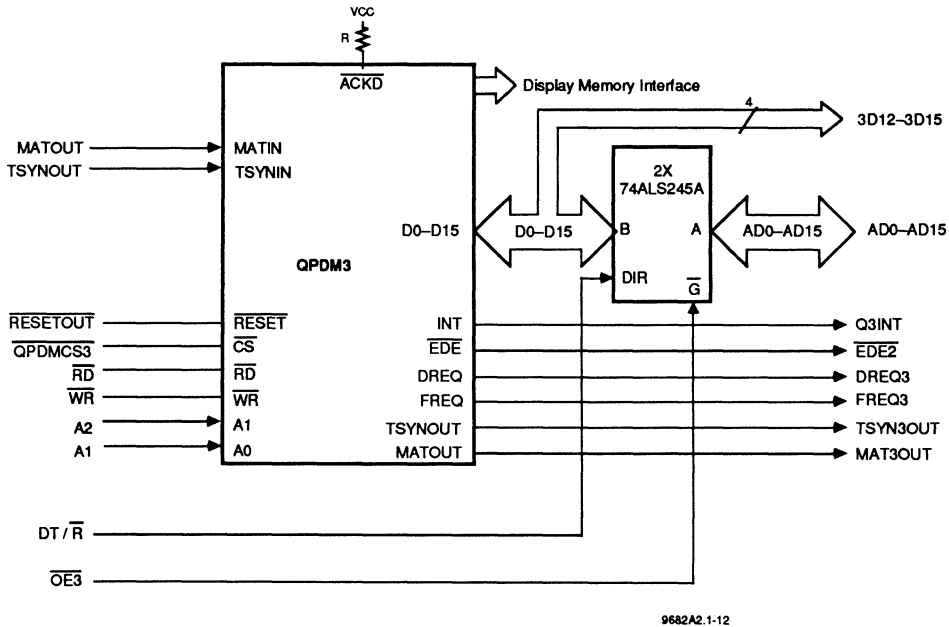 VCC
R
ACKD
Display Memory Interface
4
3D12–3D15
MATOUT
MATIN
TSYNOUT
TSYNIN
2X
74ALS245A
D0–D15
D0–D15
B
A
AD0–AD15
AD0–AD15
QPDM3
DIR
G
RESETOUT
RESET
INT
Q3INT
QPDMCS3
CS
EDE
EDE2
RD
RD
DREQ
DREQ3
WR
WR
FREQ
FREQ3
A2
A1
TSYNOUT
TSYN3OUT
A1
A0
MATOUT
MAT3OUT
DT / R
OE3
9682A2.1-12